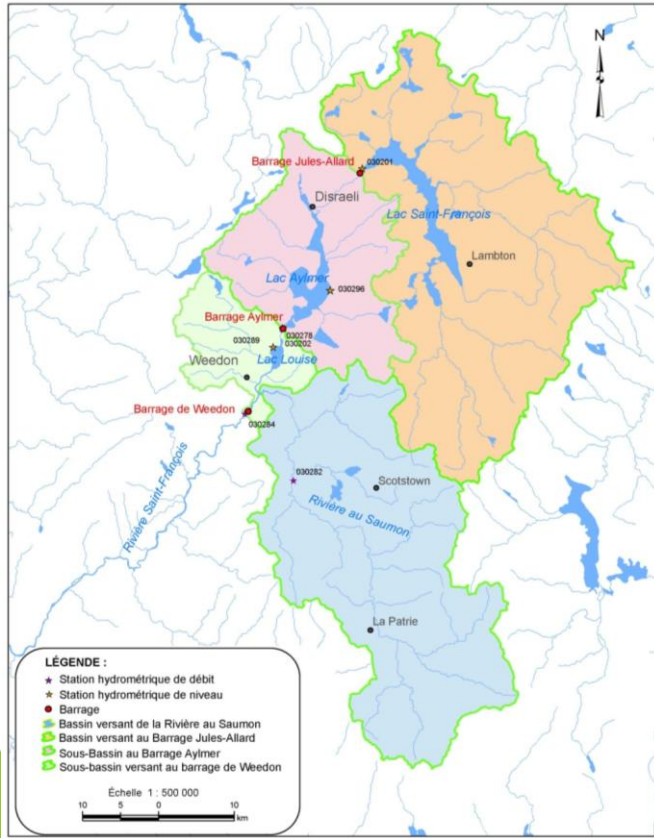 N
Barrage Jules-Allard
030201
Disraeli
Lac Saint-François
Lambton
Lac Aylmer
030296
Barrage Aylmer
030278
030289
030202
Lac Louise
Weedon
Barrage de Weedon
030284
030282
Scotstown
Rivière Saint-François
Rivière au Saumon
La Patrie
LÉGENDE :
Station hydrométrique de débit
Station hydrométrique de niveau
Barrage
Bassin versant de la Rivière au Saumon
Bassin versant au Barrage Jules-Allard
Sous-Bassin au Barrage Aylmer
Sous-bassin versant au barrage de Weedon
Échelle 1 : 500 000
10 5 0 10
km